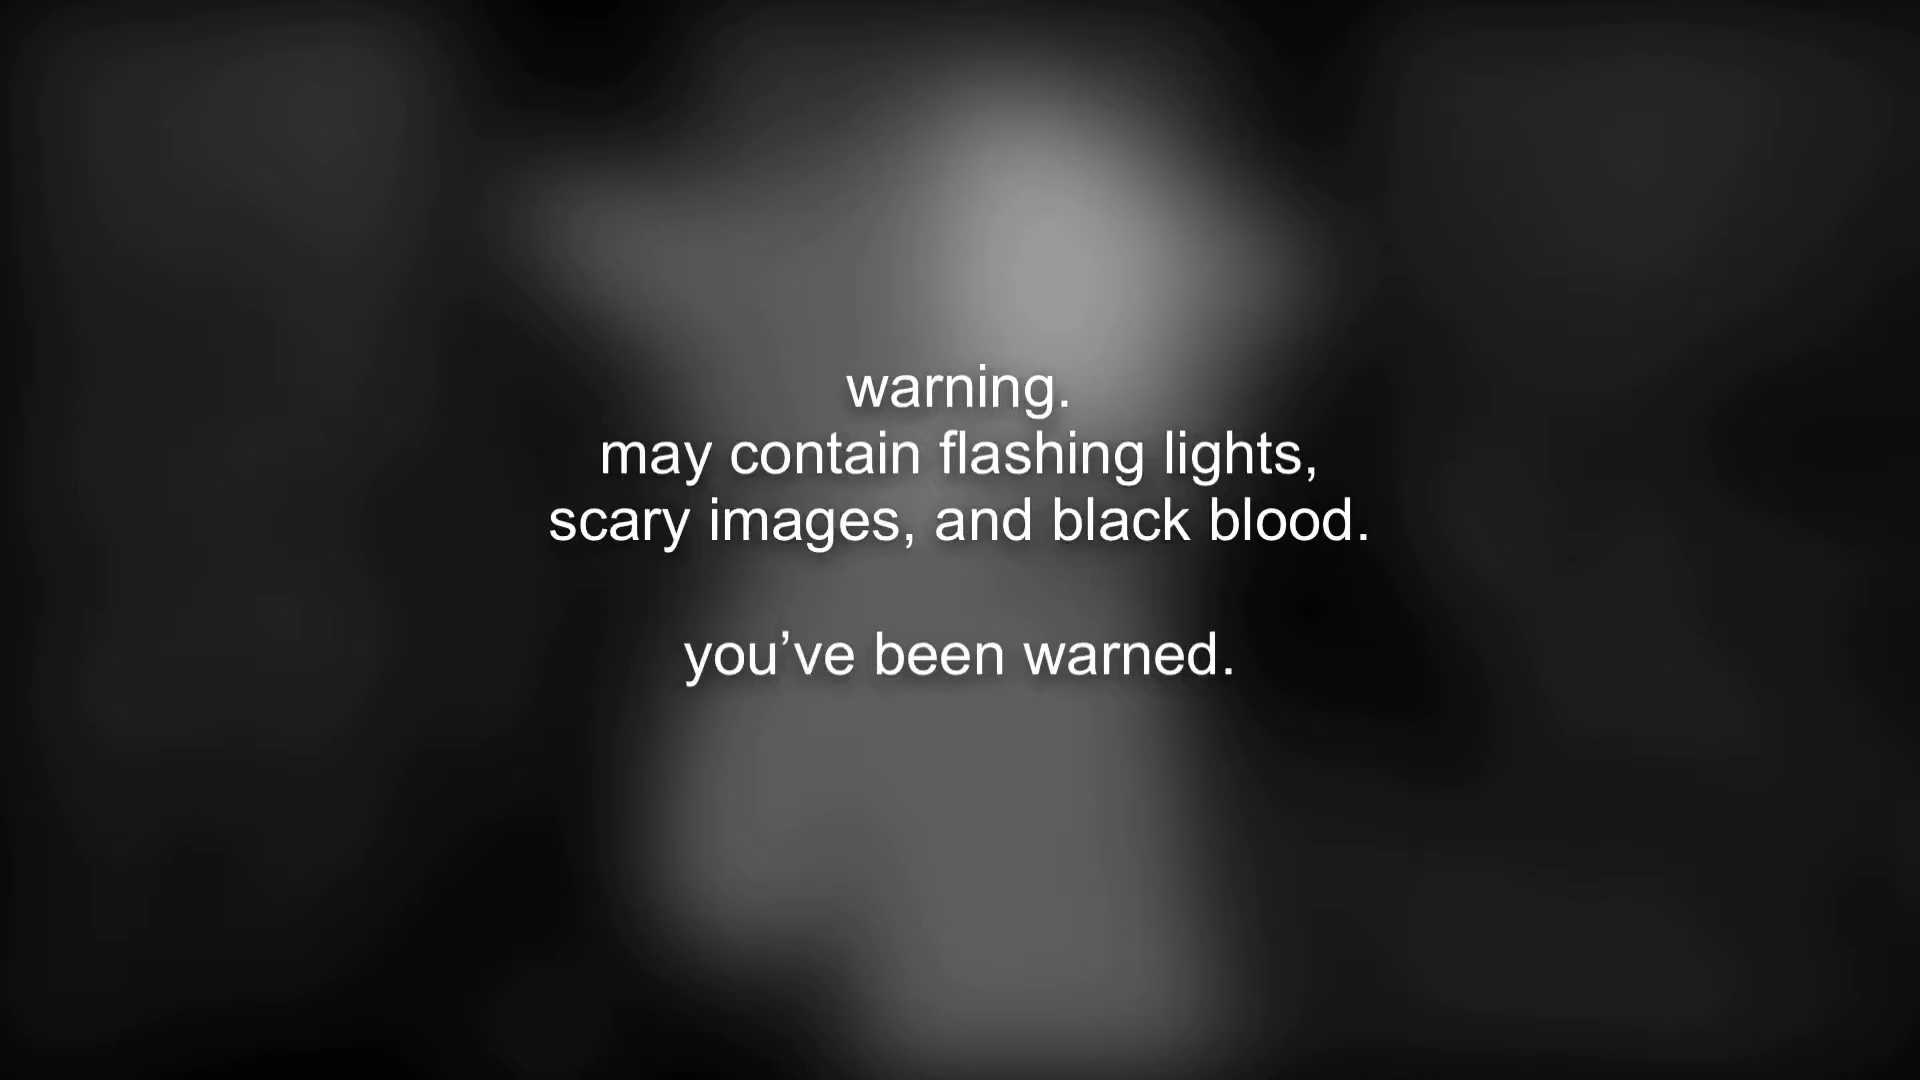 warning.
may contain flashing lights,
scary images, and black blood.
you’ve been warned.